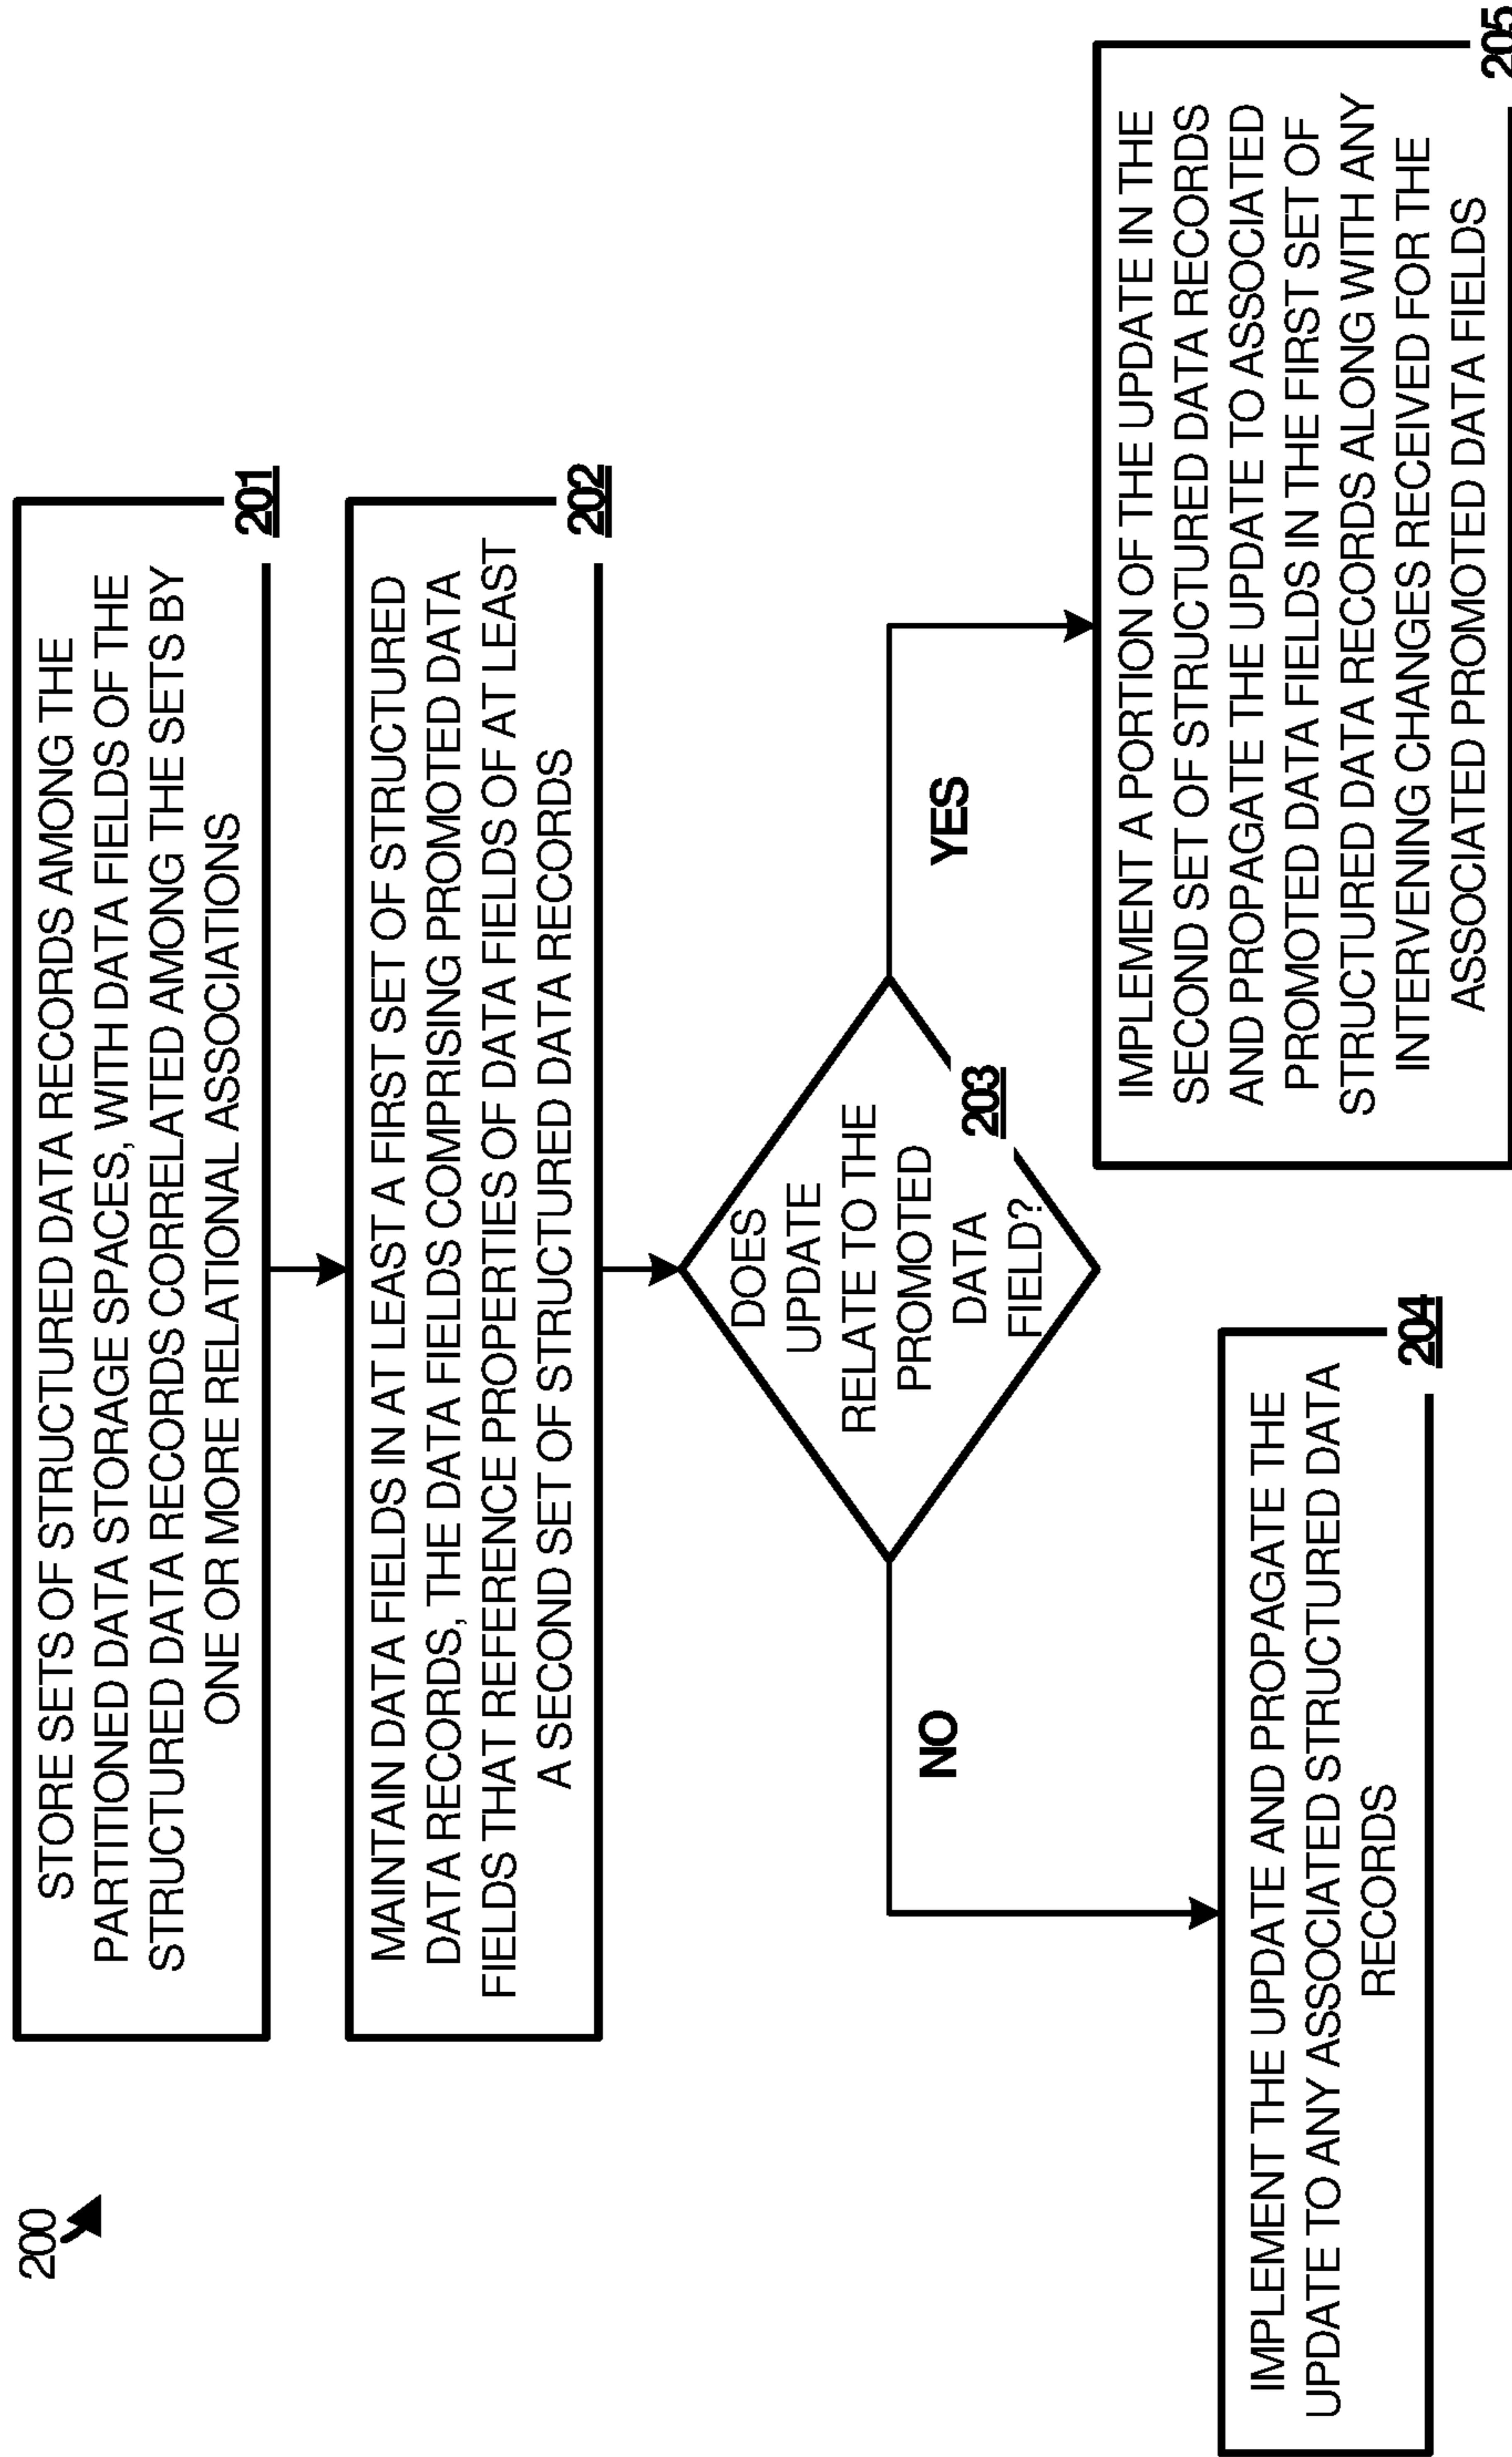 200
STORE SETS OF STRUCTURED DATA RECORDS AMONG THE
PARTITIONED DATA STORAGE SPACES, WITH DATA FIELDS OF THE
STRUCTURED DATA RECORDS CORRELATED AMONG THE SETS BY
ONE OR MORE RELATIONAL ASSOCIATIONS
201
MAINTAIN DATA FIELDS IN AT LEAST A FIRST SET OF STRUCTURED
DATA RECORDS, THE DATA FIELDS COMPRISING PROMOTED DATA
FIELDS THAT REFERENCE PROPERTIES OF DATA FIELDS OF AT LEAST
A SECOND SET OF STRUCTURED DATA RECORDS
202
DOES
UPDATE
RELATE TO THE
PROMOTED
DATA
FIELD?
203
NO
YES
IMPLEMENT THE UPDATE AND PROPAGATE THE
UPDATE TO ANY ASSOCIATED STRUCTURED DATA
RECORDS
204
IMPLEMENT A PORTION OF THE UPDATE IN THE
SECOND SET OF STRUCTURED DATA RECORDS
AND PROPAGATE THE UPDATE TO ASSOCIATED
PROMOTED DATA FIELDS IN THE FIRST SET OF
STRUCTURED DATA RECORDS ALONG WITH ANY
INTERVENING CHANGES RECEIVED FOR THE
ASSOCIATED PROMOTED DATA FIELDS
205